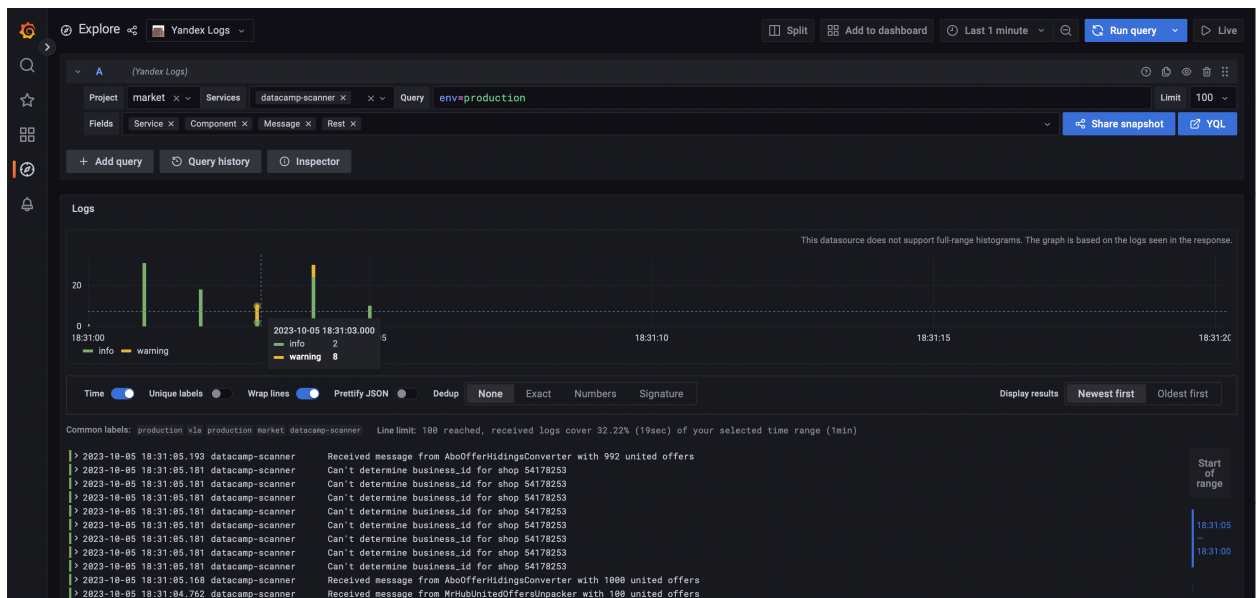 Explore Yandex Logs Split Add to dashboard Last 1 minute Run query Live
A (Yandex Logs)
Project market Services datacamp-scanner Query env=production Limit 100
Fields Service Component Message Rest Share snapshot YQL
+ Add query Query history Inspector
Logs
This datasource does not support full-range histograms. The graph is based on the logs seen in the response.
20
0
18:31:00 5 18:31:10 18:31:15 18:31:20
2023-10-05 18:31:03.000
info 2
warning 8
info warning
Time Unique labels Wrap lines Prettify JSON Dedup None Exact Numbers Signature Display results Newest first Oldest first
Common labels: production vla production market datacamp-scanner Line limit: 100 reached, received logs cover 32.22% (19sec) of your selected time range (1min)
2023-10-05 18:31:05.193 datacamp-scanner Received message from AboOfferHidingsConverter with 992 united offers
2023-10-05 18:31:05.181 datacamp-scanner Can't determine business_id for shop 54178253
2023-10-05 18:31:05.181 datacamp-scanner Can't determine business_id for shop 54178253
2023-10-05 18:31:05.181 datacamp-scanner Can't determine business_id for shop 54178253
2023-10-05 18:31:05.181 datacamp-scanner Can't determine business_id for shop 54178253
2023-10-05 18:31:05.181 datacamp-scanner Can't determine business_id for shop 54178253
2023-10-05 18:31:05.181 datacamp-scanner Can't determine business_id for shop 54178253
2023-10-05 18:31:05.181 datacamp-scanner Can't determine business_id for shop 54178253
2023-10-05 18:31:05.181 datacamp-scanner Can't determine business_id for shop 54178253
2023-10-05 18:31:05.168 datacamp-scanner Received message from AboOfferHidingsConverter with 1000 united offers
2023-10-05 18:31:04.762 datacamp-scanner Received message from MrHubUnitedOffersUnpacker with 100 united offers
Start
of
range
18:31:05
—
18:31:00